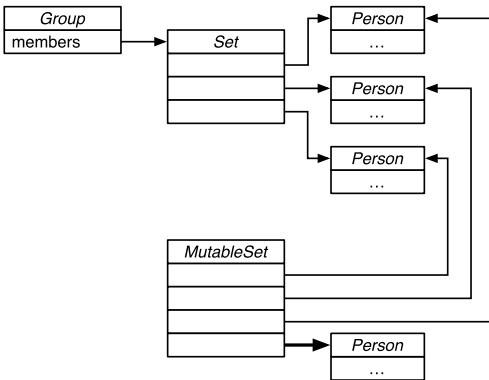 Group
members
Set
Person
...
Person
...
Person
...
MutableSet
Person
...